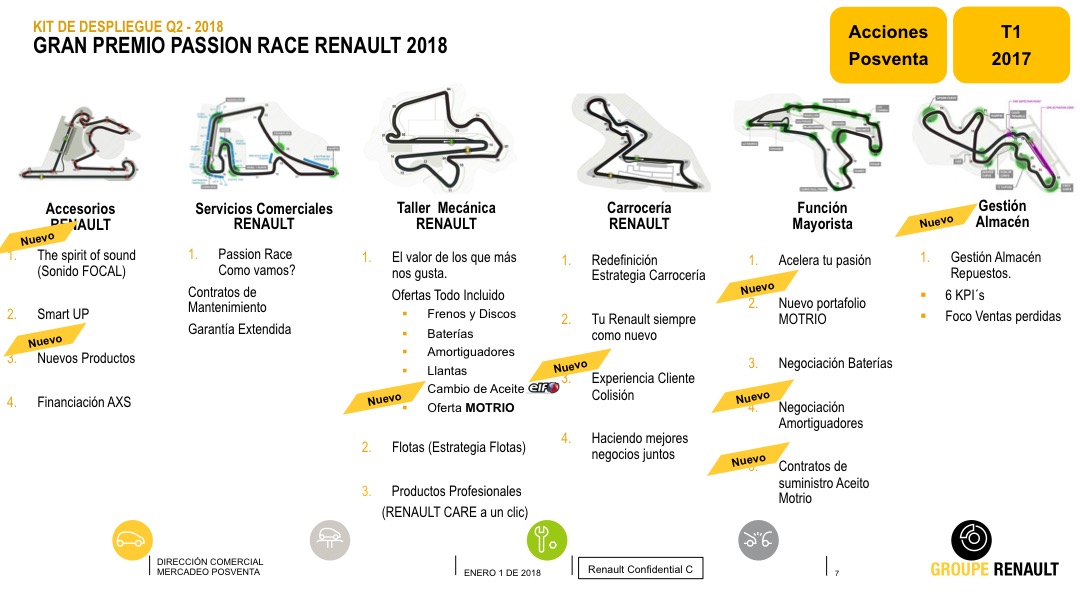 KIT DE DESPLIEGUE Q2 - 2018
GRAN PREMIO PASSION RACE RENAULT 2018
Acciones
Posventa
T1
2017
Accesorios
RENAULT
Nuevo
1. The spirit of sound
(Sonido FOCAL)
2. Smart UP
Nuevo
3. Nuevos Productos
4. Financiación AXS
Servicios Comerciales
RENAULT
1. Passion Race
Como vamos?
Contratos de
Mantenimiento
Garantía Extendida
Taller Mecánica
RENAULT
1. El valor de los que más
nos gusta.
Ofertas Todo Incluido
▪ Frenos y Discos
▪ Baterías
▪ Amortiguadores
▪ Llantas
Cambio de Aceite elf
Nuevo
▪ Oferta MOTRIO
2. Flotas (Estrategia Flotas)
3. Productos Profesionales
(RENAULT CARE a un clic)
Carrocería
RENAULT
1. Redefinición
Estrategia Carrocería
2. Tu Renault siempre
como nuevo
Nuevo
3. Experiencia Cliente
Colisión
4. Haciendo mejores
negocios juntos
Función
Mayorista
1. Acelera tu pasión
Nuevo
2. Nuevo portafolio
MOTRIO
3. Negociación Baterías
Nuevo
4. Negociación
Amortiguadores
Nuevo
5. Contratos de
suministro Aceito
Motrio
Nuevo
Gestión
Almacén
1. Gestión Almacén
Repuestos.
▪ 6 KPI´s
▪ Foco Ventas perdidas
DIRECCIÓN COMERCIAL
MERCADEO POSVENTA
ENERO 1 DE 2018
Renault Confidential C
7
GROUPE RENAULT